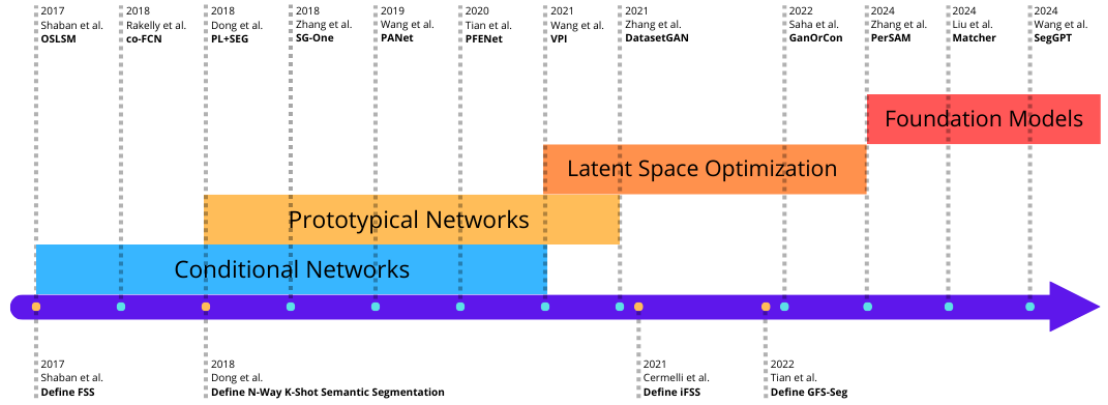 2017
Shaban et al.
OSLSM
2018
Rakelly et al.
co-FCN
2018
Dong et al.
PL+SEG
2018
Zhang et al.
SG-One
2019
Wang et al.
PANet
2020
Tian et al.
PFENet
2021
Wang et al.
VPI
2021
Zhang et al.
DatasetGAN
2022
Saha et al.
GanOrCon
2024
Zhang et al.
PerSAM
2024
Liu et al.
Matcher
2024
Wang et al.
SegGPT
Foundation Models
Latent Space Optimization
Prototypical Networks
Conditional Networks
2017
Shaban et al.
Define FSS
2018
Dong et al.
Define N-Way K-Shot Semantic Segmentation
2021
Cermelli et al.
Define iFSS
2022
Tian et al.
Define GFS-Seg